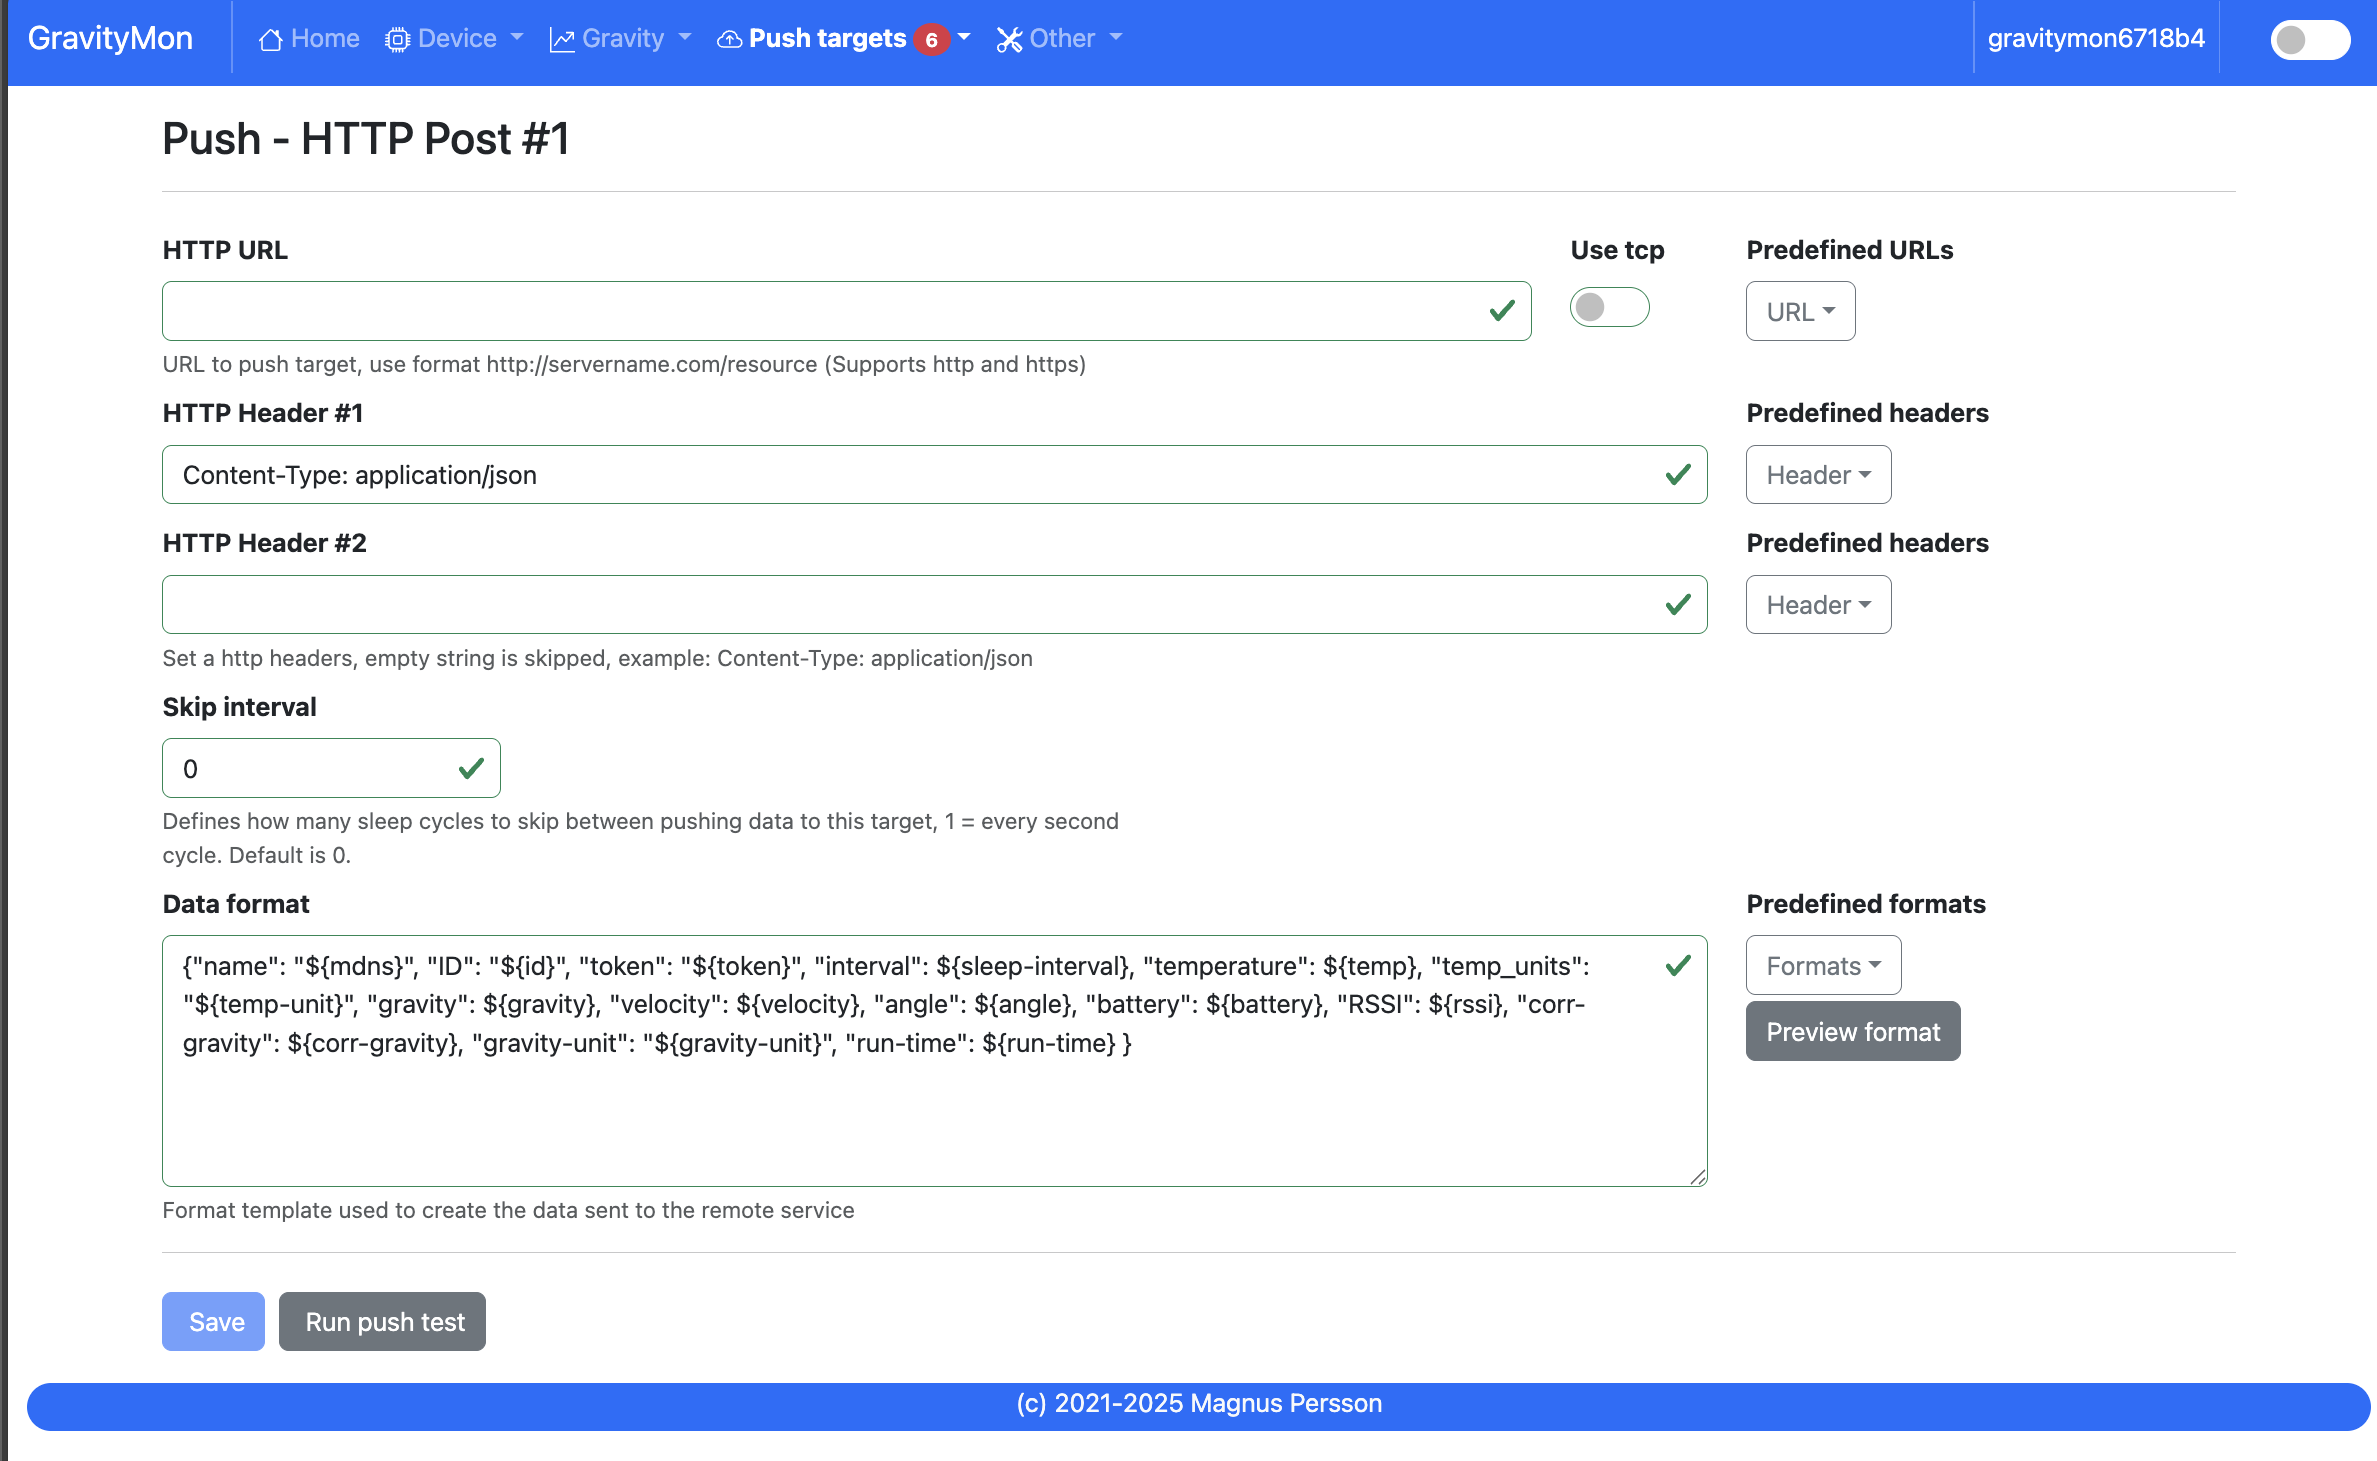 GravityMon
Home
Device
Gravity
Push targets 6
Other
gravitymon6718b4
Push - HTTP Post #1
HTTP URL
Use tcp
Predefined URLs
URL
URL to push target, use format http://servername.com/resource (Supports http and https)
HTTP Header #1
Predefined headers
Content-Type: application/json
Header
HTTP Header #2
Predefined headers
Header
Set a http headers, empty string is skipped, example: Content-Type: application/json
Skip interval
0
Defines how many sleep cycles to skip between pushing data to this target, 1 = every second
cycle. Default is 0.
Data format
Predefined formats
{"name": "${mdns}", "ID": "${id}", "token": "${token}", "interval": ${sleep-interval}, "temperature": ${temp}, "temp_units":
"${temp-unit}", "gravity": ${gravity}, "velocity": ${velocity}, "angle": ${angle}, "battery": ${battery}, "RSSI": ${rssi}, "corr-
gravity": ${corr-gravity}, "gravity-unit": "${gravity-unit}", "run-time": ${run-time} }
Formats
Preview format
Format template used to create the data sent to the remote service
Save
Run push test
(c) 2021-2025 Magnus Persson